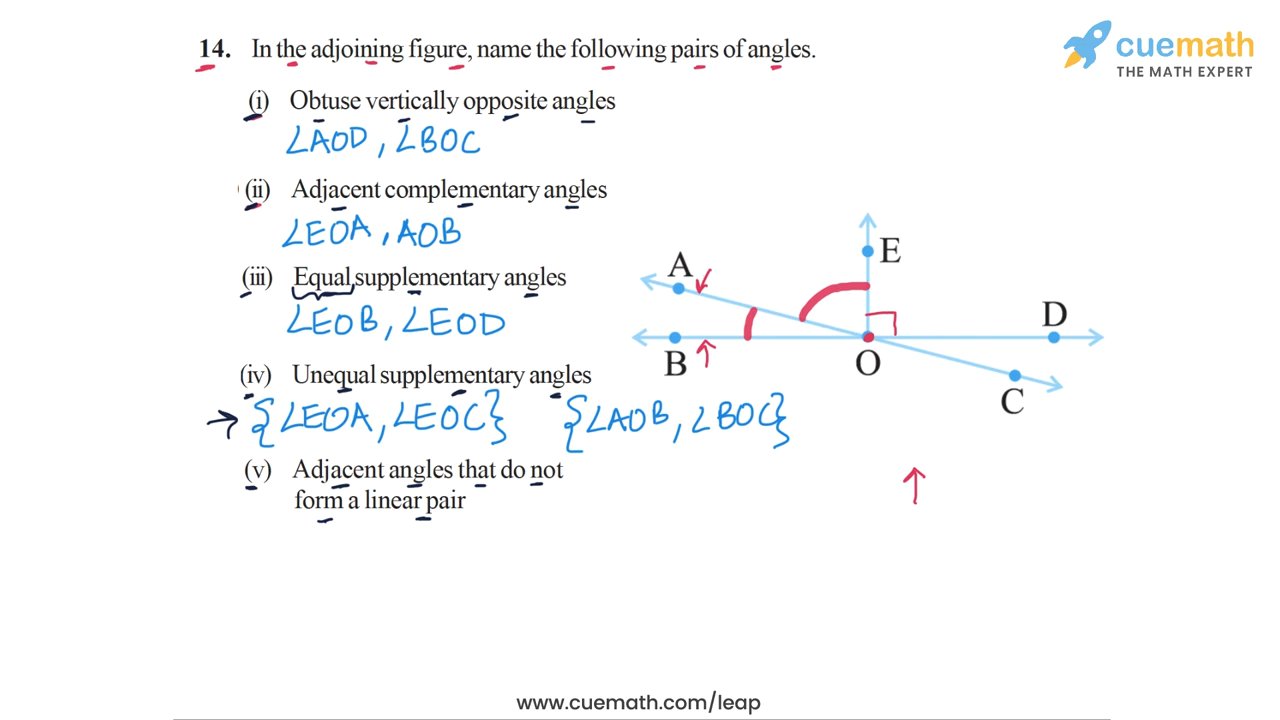 14. In the adjoining figure, name the following pairs of angles.
cuemath
THE MATH EXPERT
(i) Obtuse vertically opposite angles
∠AOD, ∠BOC
(ii) Adjacent complementary angles
∠EOA, AOB
(iii) Equal supplementary angles
∠EOB, ∠EOD
(iv) Unequal supplementary angles
→ {∠EOA, ∠EOC} {∠AOB, ∠BOC}
(v) Adjacent angles that do not
form a linear pair
E
A
D
B
O
C
www.cuemath.com/leap